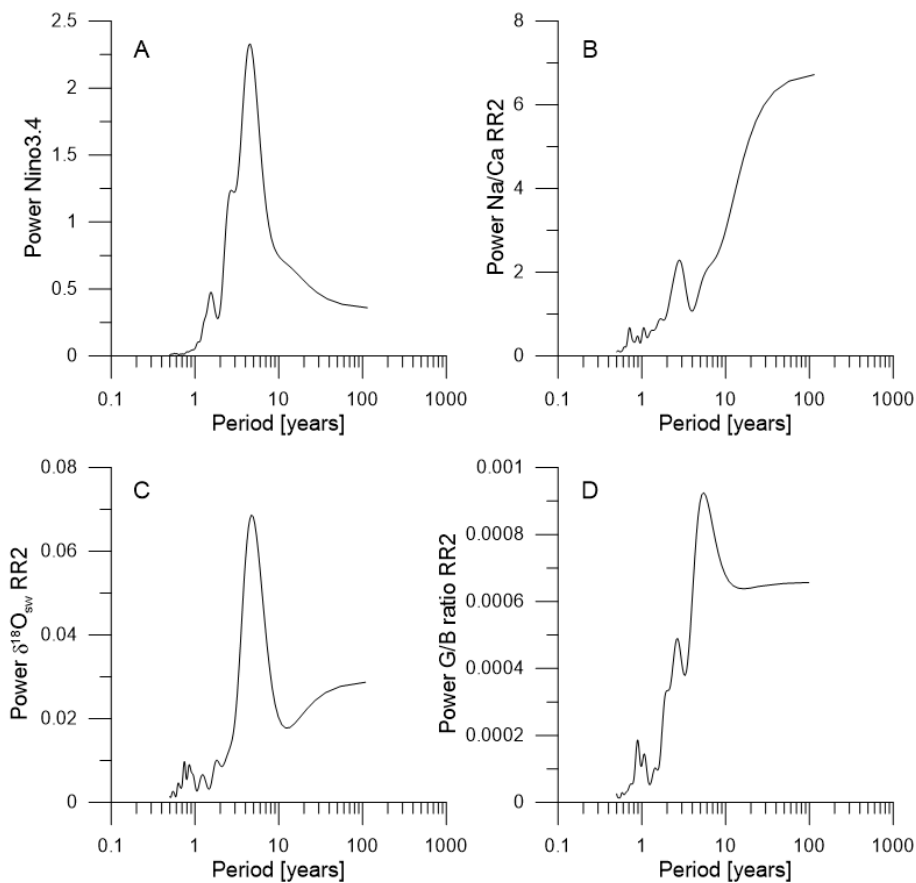 A
Power Nino3.4
2.5
2
1.5
1
0.5
0
0.1 1 10 100 1000
Period [years]
B
Power Na/Ca RR2
8
6
4
2
0
0.1 1 10 100 1000
Period [years]
C
Power δ¹⁸Osw RR2
0.08
0.06
0.04
0.02
0
0.1 1 10 100 1000
Period [years]
D
Power G/B ratio RR2
0.001
0.0008
0.0006
0.0004
0.0002
0
0.1 1 10 100 1000
Period [years]